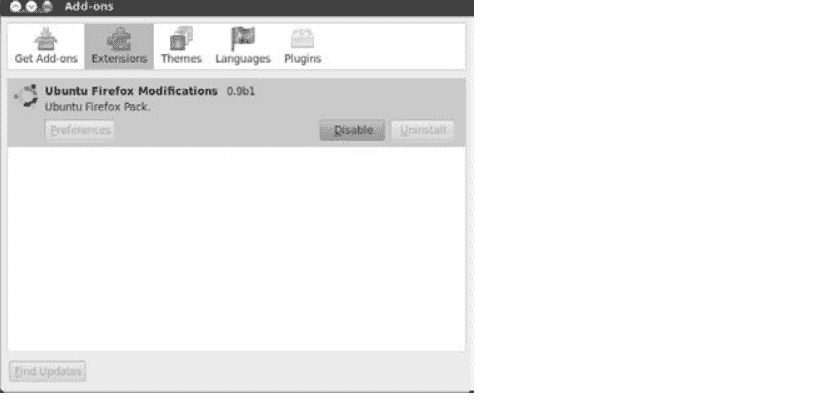 Add-ons
Get Add-ons Extensions Themes Languages Plugins
Ubuntu Firefox Modifications 0.9b1
Ubuntu Firefox Pack.
Preferences Disable Uninstall
Find Updates